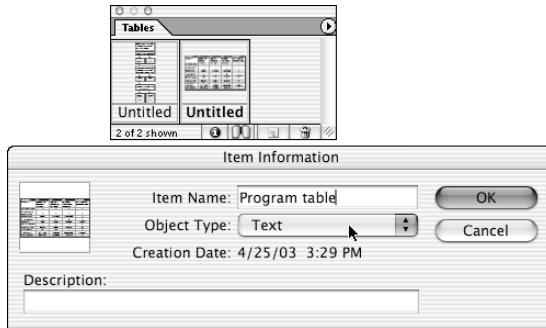 Tables
Untitled Untitled
2 of 2 shown
Item Information
Item Name: Program table
Object Type: Text
Creation Date: 4/25/03 3:29 PM
Description:
OK
Cancel